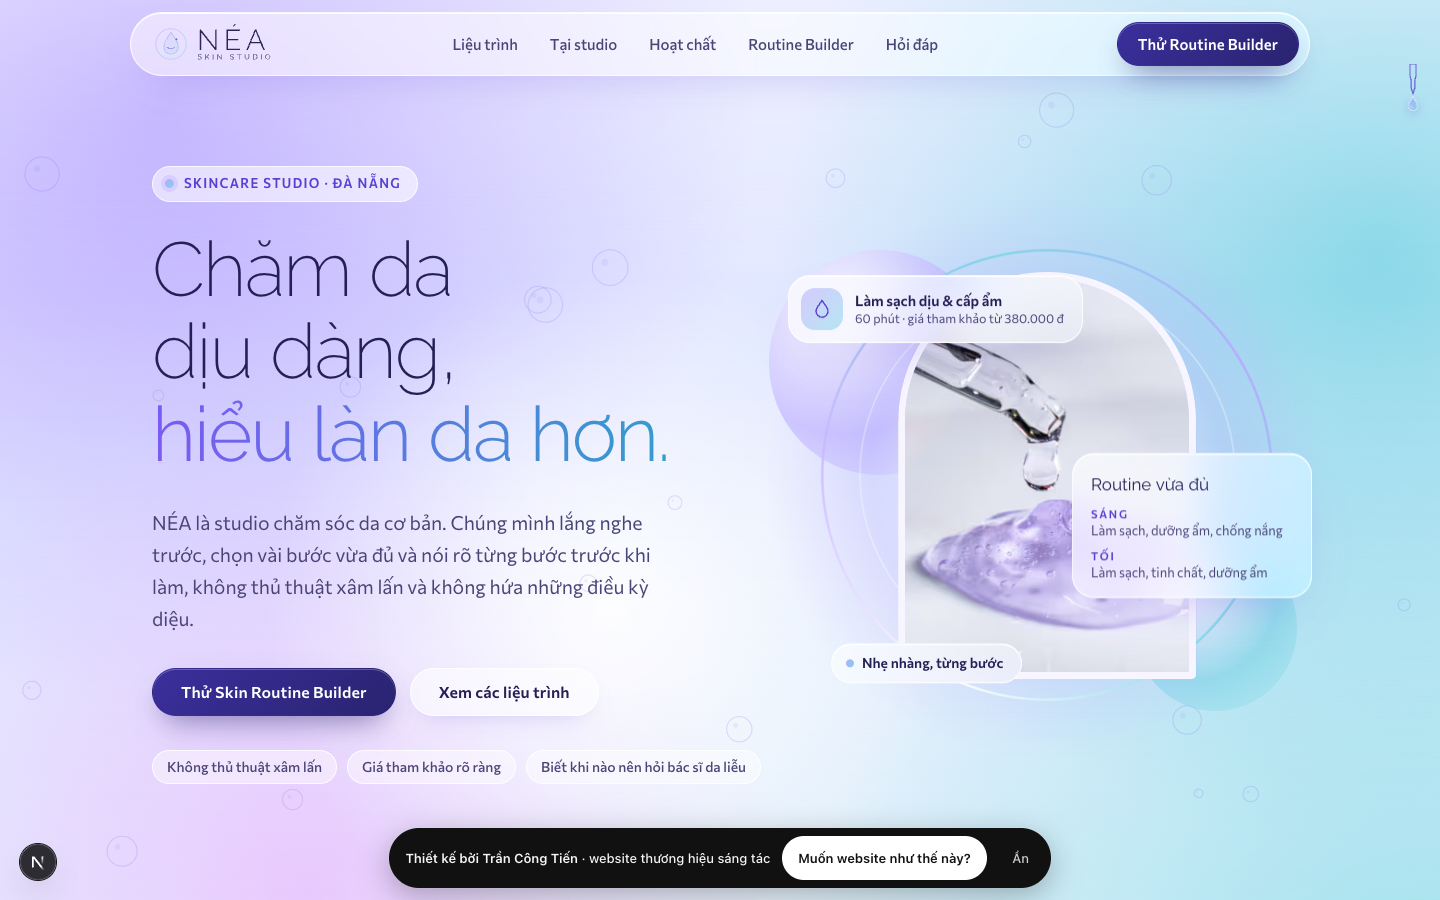 NÉA
SKIN STUDIO
Liệu trình
Tại studio
Hoạt chất
Routine Builder
Hỏi đáp
Thử Routine Builder
SKINCARE STUDIO · ĐÀ NẴNG
Chăm da
dịu dàng,
hiểu làn da hơn.
NÉA là studio chăm sóc da cơ bản. Chúng mình lắng nghe
trước, chọn vài bước vừa đủ và nói rõ từng bước trước khi
làm, không thủ thuật xâm lấn và không hứa những điều kỳ
diệu.
Thử Skin Routine Builder
Xem các liệu trình
Không thủ thuật xâm lấn
Giá tham khảo rõ ràng
Biết khi nào nên hỏi bác sĩ da liễu
Làm sạch dịu & cấp ẩm
60 phút · giá tham khảo từ 380.000 đ
Routine vừa đủ
SÁNG
Làm sạch, dưỡng ẩm, chống nắng
TỐI
Làm sạch, tinh chất, dưỡng ẩm
Nhẹ nhàng, từng bước
N
Thiết kế bởi Trần Công Tiến · website thương hiệu sáng tác
Muốn website như thế này?
Ẩn